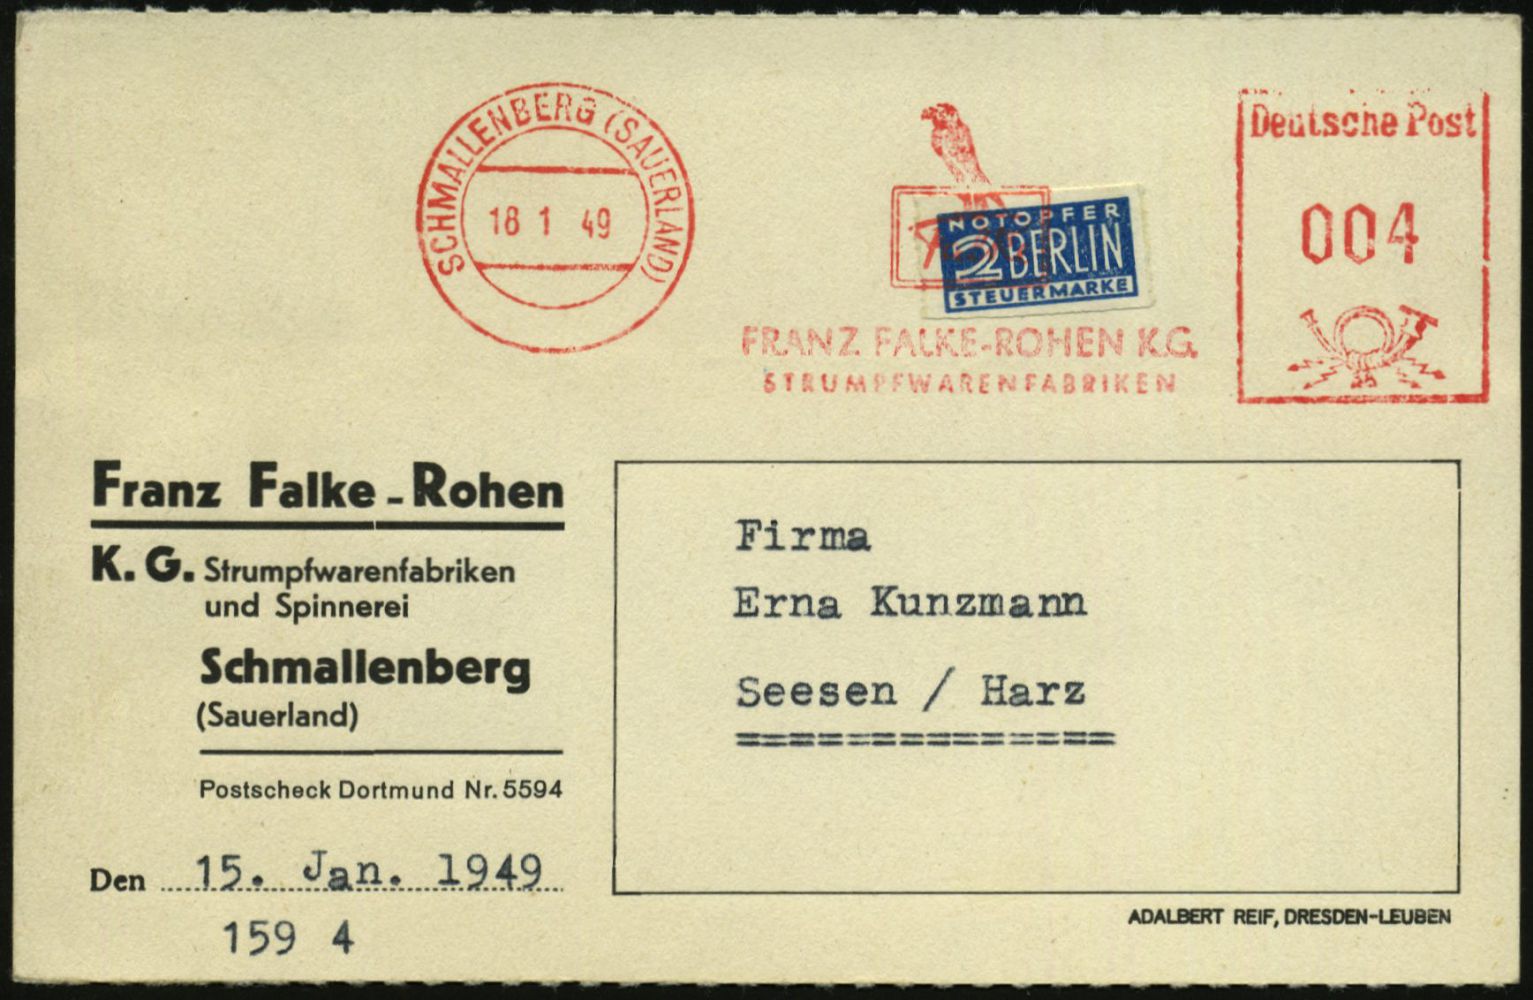 SCHMALLENBERG (SAUERLAND)
18 1 49
NOTOPFER
2 BERLIN
STEUERMARKE
FRANZ FALKE-ROHEN K.G.
STRUMPFWARENFABRIKEN
Deutsche Post
004
Franz Falke-Rohen
K. G. Strumpfwarenfabriken
und Spinnerei
Schmallenberg
(Sauerland)
Postscheck Dortmund Nr. 5594
Den 15. Jan. 1949
159 4
Firma
Erna Kunzmann
Seesen / Harz
ADALBERT REIF, DRESDEN-LEUBEN